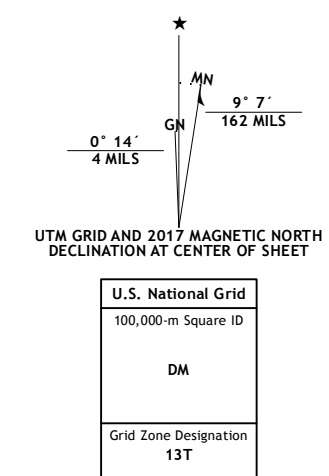 MN
9° 7´
162 MILS
GN
0° 14´
4 MILS
UTM GRID AND 2017 MAGNETIC NORTH
DECLINATION AT CENTER OF SHEET
U.S. National Grid
100,000-m Square ID
DM
Grid Zone Designation
13T